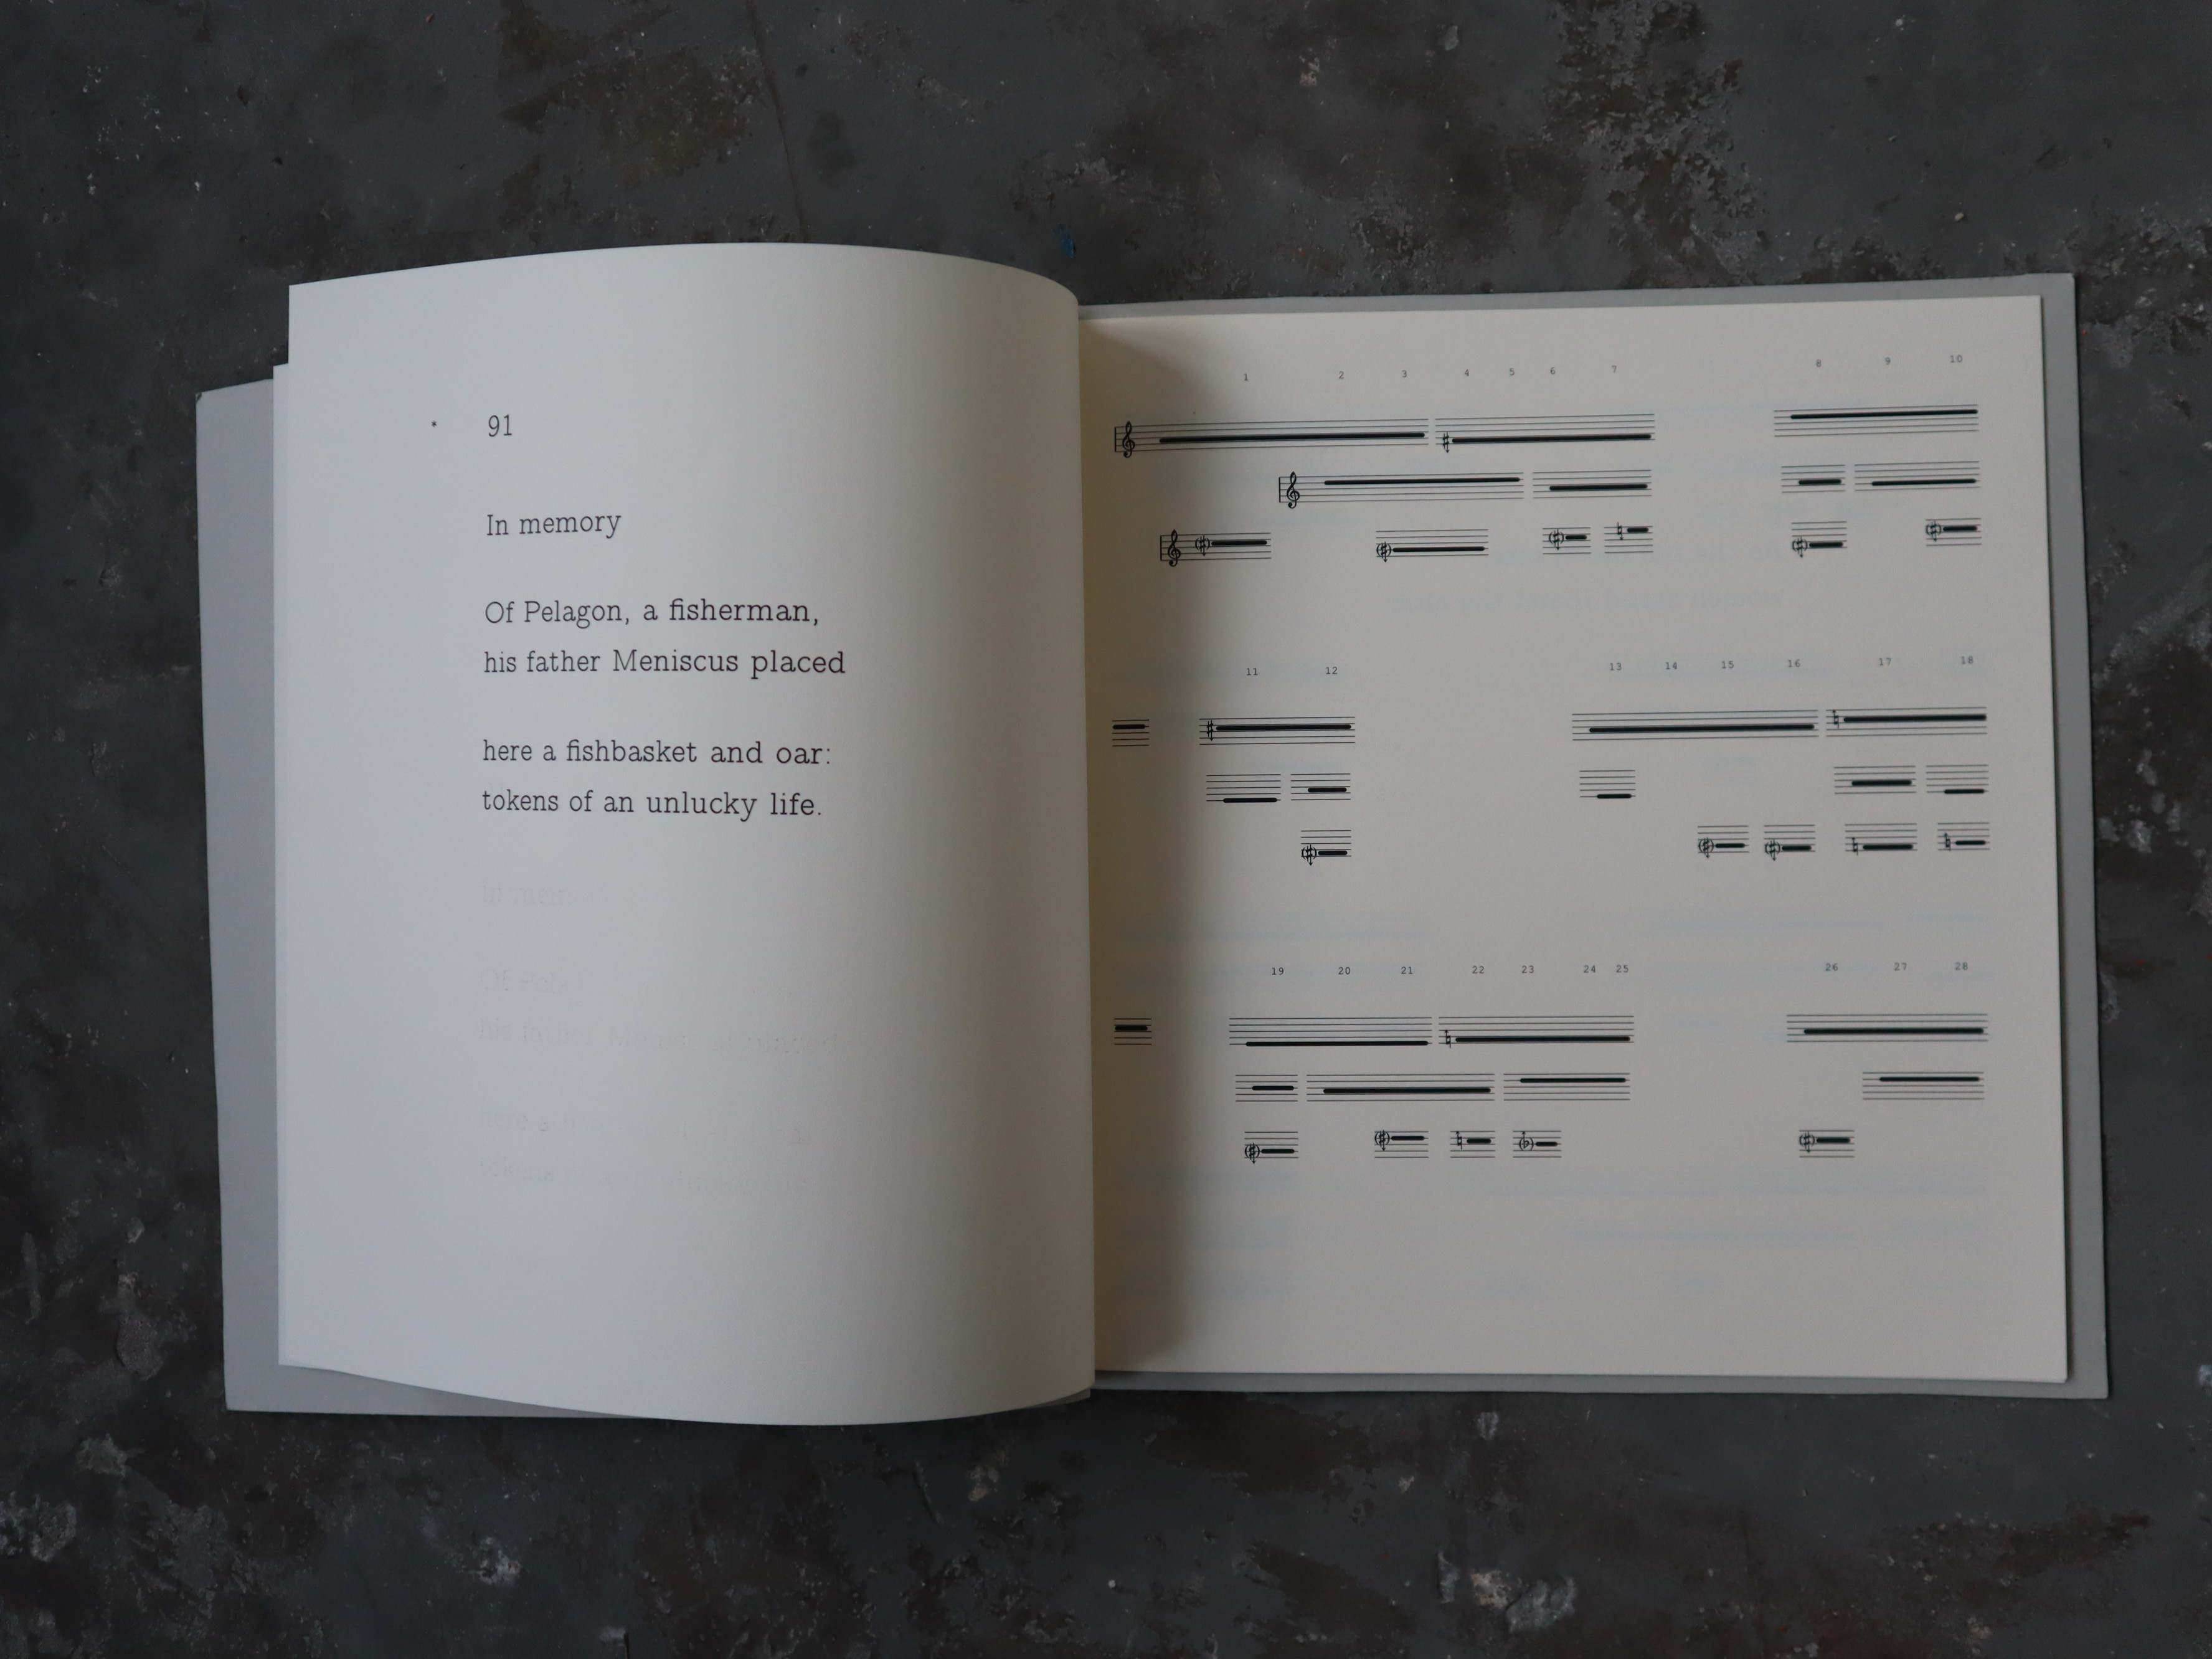 * 91
In memory
Of Pelagon, a fisherman,
his father Meniscus placed
here a fishbasket and oar:
tokens of an unlucky life.
1 2 3 4 5 6 7 8 9 10
11 12 13 14 15 16 17 18
19 20 21 22 23 24 25 26 27 28